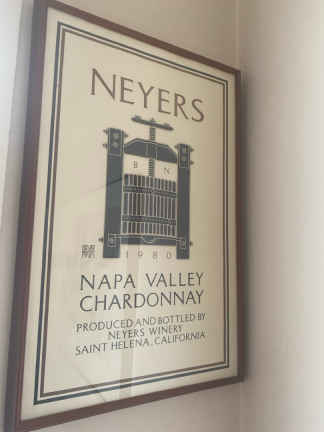 NEYERS
B N
1980
NAPA VALLEY
CHARDONNAY
PRODUCED AND BOTTLED BY
NEYERS WINERY
SAINT HELENA, CALIFORNIA